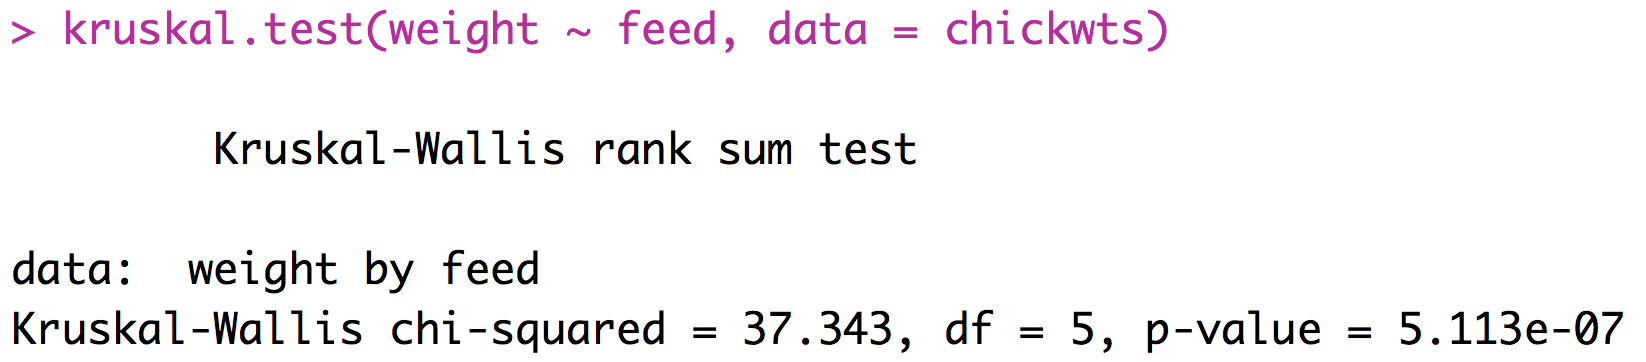 > kruskal.test(weight ~ feed, data = chickwts)
Kruskal-Wallis rank sum test
data:  weight by feed
Kruskal-Wallis chi-squared = 37.343, df = 5, p-value = 5.113e-07